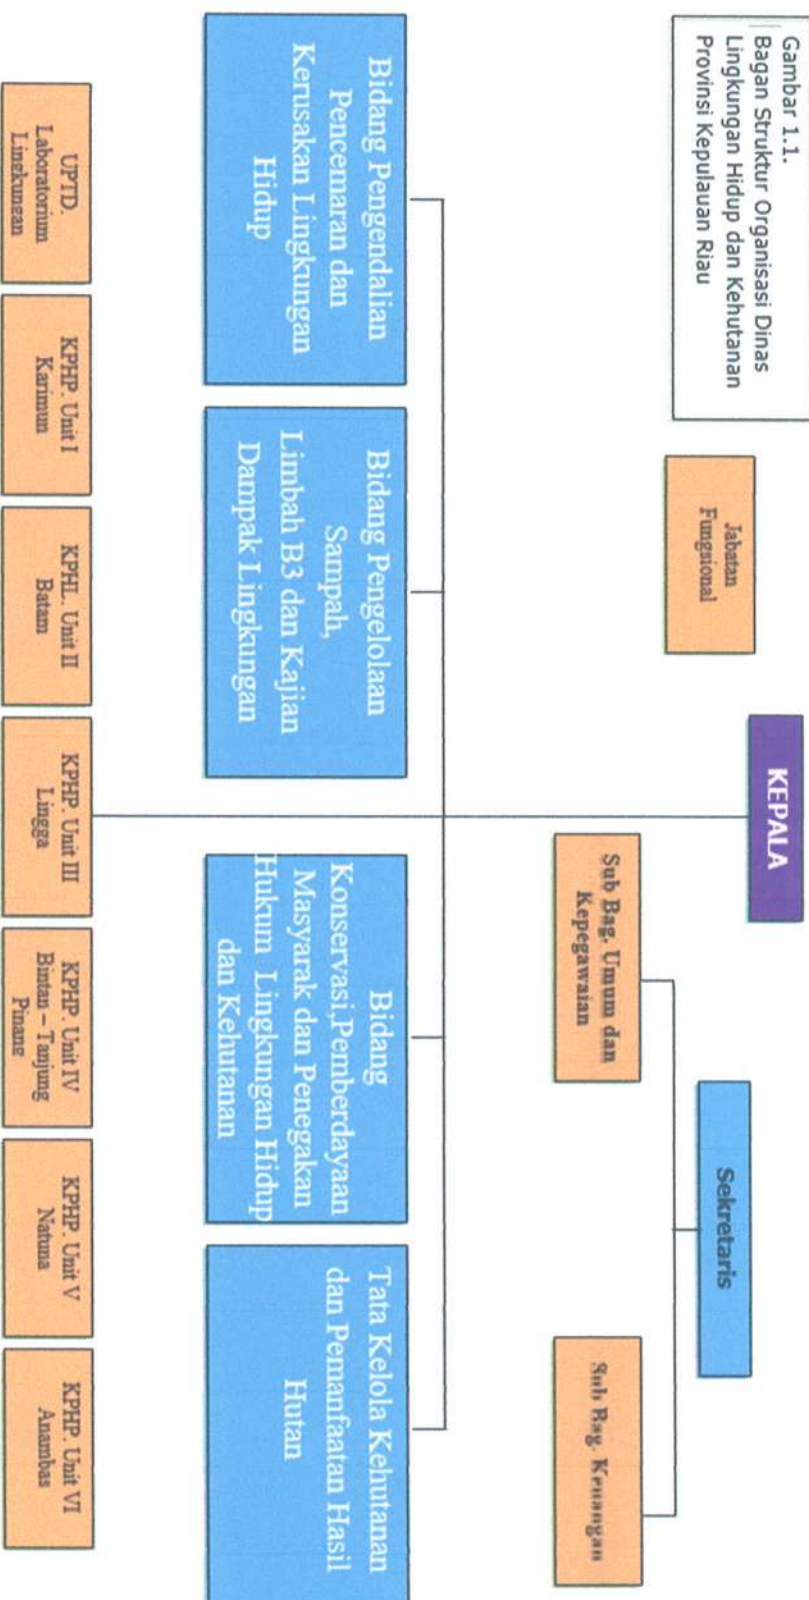 Gambar 1.1.
Bagan Struktur Organisasi Dinas
Lingkungan Hidup dan Kehutanan
Provinsi Kepulauan Riau
KEPALA
Jabatan
Fungsional
Sekretaris
Sub Bag. Umum dan
Kepegawaian
Sub Bag. Keuangan
Bidang Pengendalian
Pencemaran dan
Kerusakan Lingkungan
Hidup
Bidang Pengelolaan
Sampah,
Limbah B3 dan Kajian
Dampak Lingkungan
Bidang
Konservasi,Pemberdayaan
Masyarak dan Penegakan
Hukum Lingkungan Hidup
dan Kehutanan
Tata Kelola Kehutanan
dan Pemanfaatan Hasil
Hutan
UPTD.
Laboratorium
Lingkungan
KPHP. Unit I
Karimun
KPHL. Unit II
Batam
KPHP. Unit III
Lingga
KPHP. Unit IV
Bintan – Tanjung
Pinang
KPHP. Unit V
Natuna
KPHP. Unit VI
Anambas